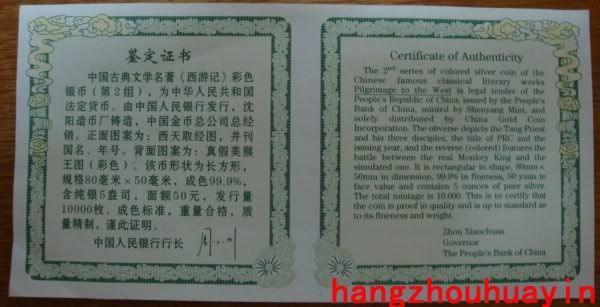 鉴定证书
中国古典文学名著《西游记》彩色
银币（第2组），为中华人民共和国
法定货币。由中国人民银行发行，沈
阳造币厂铸造，中国金币总公司总经
销。正面图案为：西天取经图，并刊
国名、年号。背面图案为：真假美猴
王图（彩色）。该币形状为长方形，
规格80毫米×50毫米，成色99.9%，
含纯银5盎司，面额50元，发行量
10000枚。成色标准，重量合格，质
量精制，谨此证明。
中国人民银行行长
Certificate of Authenticity
The 2nd series of colored silver coin of the
Chinese famous classical literary works
Pilgrimage to the West is legal tender of the
People's Republic of China, issued by the People's
Bank of China, minted by Shenyang Mint, and
solely distributed by China Gold Coin
Incorporation. The obverse depicts the Tang Priest
and his three disciples, the title of PRC and the
issuing year, and the reverse (colored) features the
battle between the real Monkey King and the
simulated one. It is rectangular in shape, 80mm×
50mm in dimension, 99.9% in fineness, 50 yuan in
face value and contains 5 ounces of pure silver.
The total mintage is 10,000. This is to certify that
the coin is proof in quality and is up to standard as
to its fineness and weight.
Zhou Xiaochuan
Governor
The People's Bank of China
hangzhouhuay.in